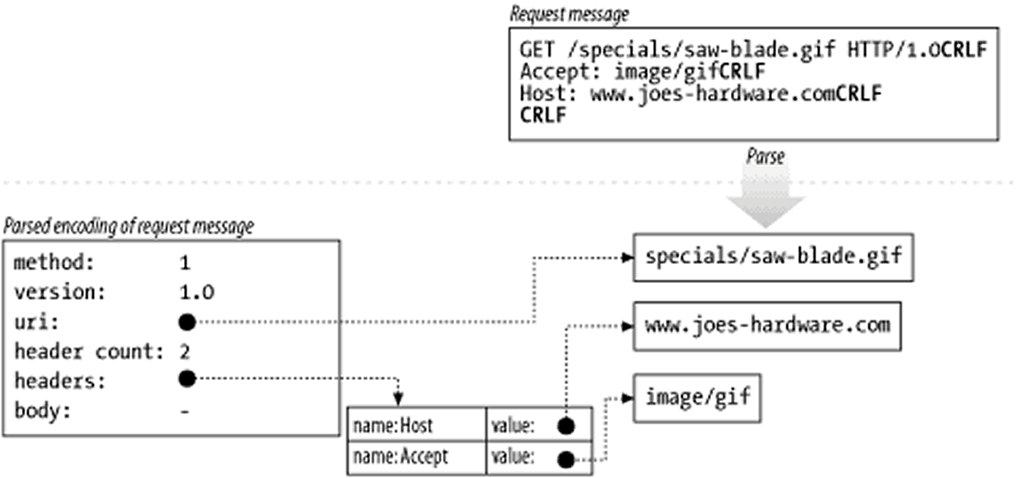 Request message
GET /specials/saw-blade.gif HTTP/1.0CRLF
Accept: image/gifCRLF
Host: www.joes-hardware.comCRLF
CRLF
Parse
Parsed encoding of request message
method: 1
version: 1.0
uri:
header count: 2
headers:
body: -
specials/saw-blade.gif
www.joes-hardware.com
image/gif
name:Host value:
name:Accept value: